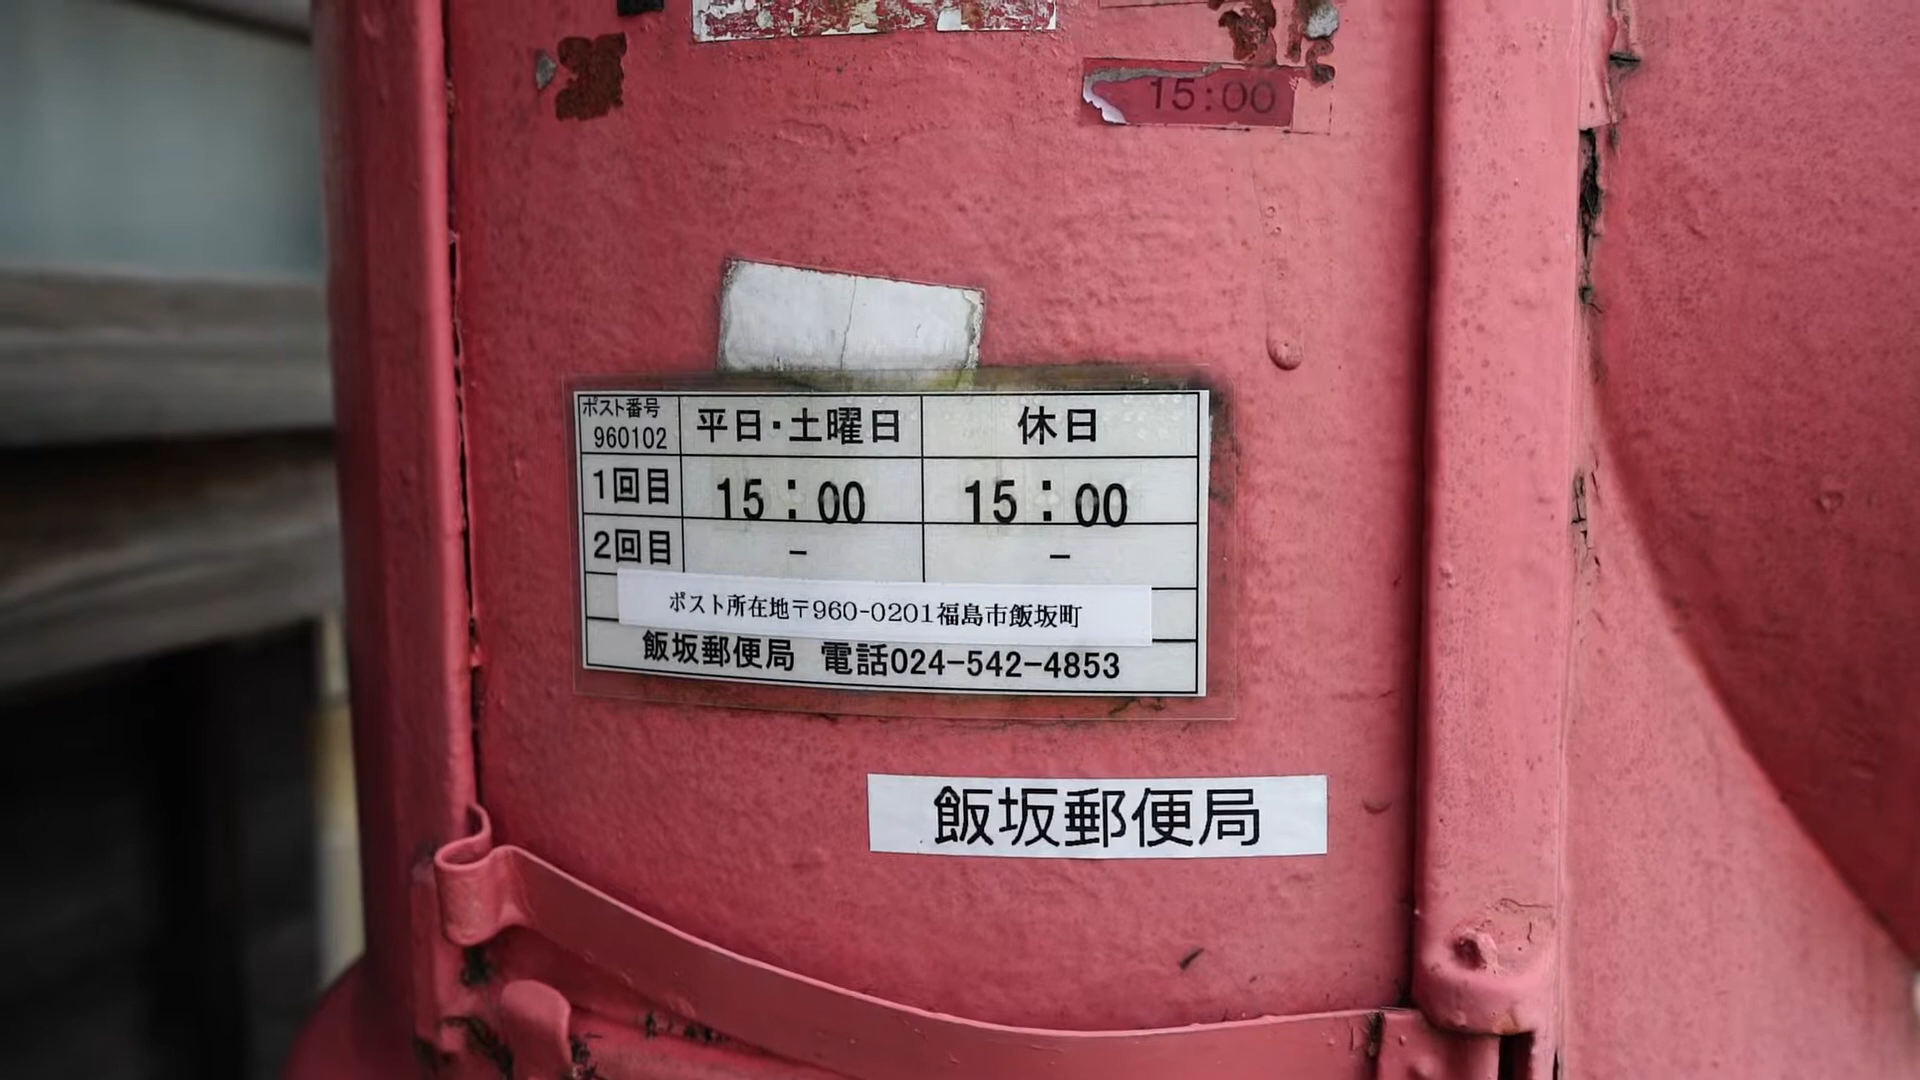 15:00
ポスト番号 平日・土曜日 休日
960102
1回目 15:00 15:00
2回目 - -
ポスト所在地〒960-0201福島市飯坂町
飯坂郵便局 電話024-542-4853
飯坂郵便局